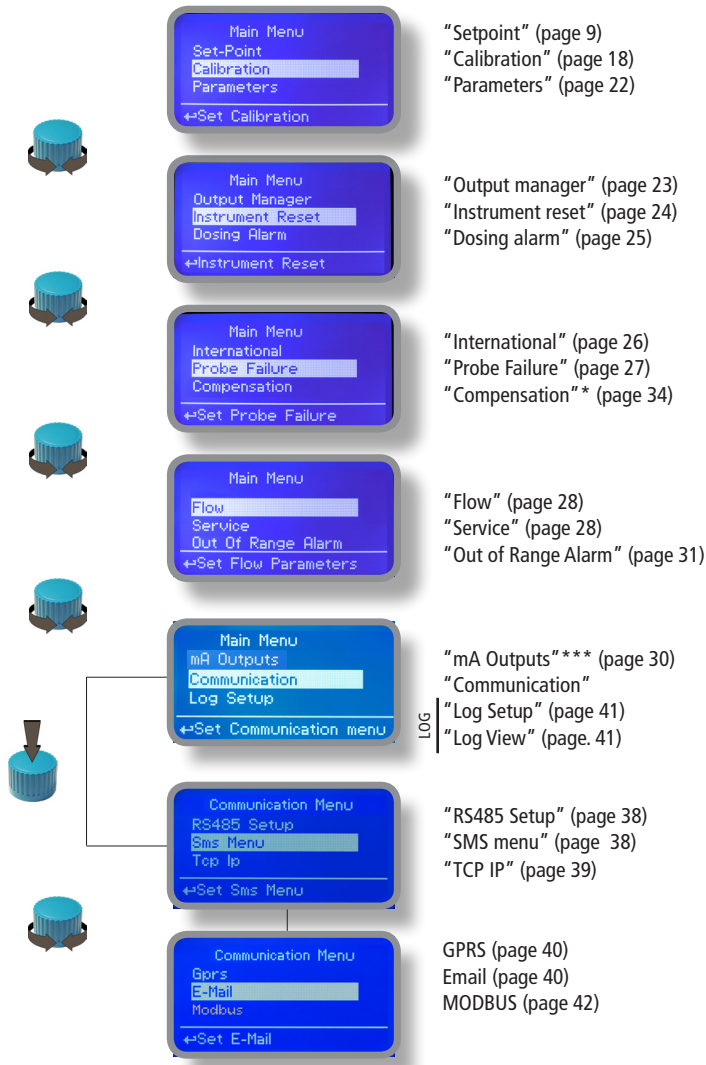 Main Menu
Set-Point
Calibration
Parameters
↩Set Calibration
"Setpoint" (page 9)
"Calibration" (page 18)
"Parameters" (page 22)
Main Menu
Output Manager
Instrument Reset
Dosing Alarm
↩Instrument Reset
"Output manager" (page 23)
"Instrument reset" (page 24)
"Dosing alarm" (page 25)
Main Menu
International
Probe Failure
Compensation
↩Set Probe Failure
"International" (page 26)
"Probe Failure" (page 27)
"Compensation"* (page 34)
Main Menu
Flow
Service
Out Of Range Alarm
↩Set Flow Parameters
"Flow" (page 28)
"Service" (page 28)
"Out of Range Alarm" (page 31)
Main Menu
mA Outputs
Communication
Log Setup
↩Set Communication menu
"mA Outputs"*** (page 30)
"Communication"
LOG
"Log Setup" (page 41)
"Log View" (page. 41)
Communication Menu
RS485 Setup
Sms Menu
Tcp Ip
↩Set Sms Menu
"RS485 Setup" (page 38)
"SMS menu" (page 38)
"TCP IP" (page 39)
Communication Menu
Gprs
E-Mail
Modbus
↩Set E-Mail
GPRS (page 40)
Email (page 40)
MODBUS (page 42)